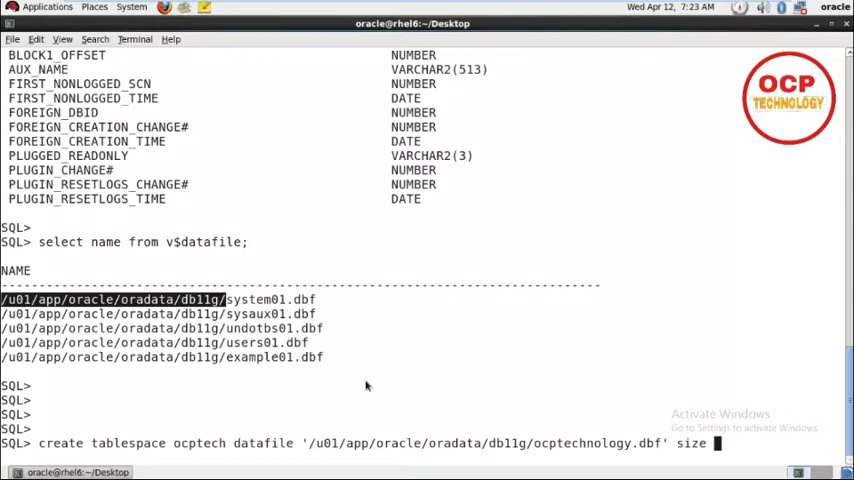 Applications Places System
Wed Apr 12, 7:23 AM
oracle
oracle@rhel6:~/Desktop
File Edit View Search Terminal Help
BLOCK1_OFFSET NUMBER
AUX_NAME VARCHAR2(513)
FIRST_NONLOGGED_SCN NUMBER
FIRST_NONLOGGED_TIME DATE
FOREIGN_DBID NUMBER
FOREIGN_CREATION_CHANGE# NUMBER
FOREIGN_CREATION_TIME DATE
PLUGGED_READONLY VARCHAR2(3)
PLUGIN_CHANGE# NUMBER
PLUGIN_RESETLOGS_CHANGE# NUMBER
PLUGIN_RESETLOGS_TIME DATE
OCP
TECHNOLOGY
SQL>
SQL> select name from v$datafile;
NAME
--------------------------------------------------------------------------------
/u01/app/oracle/oradata/db11g/system01.dbf
/u01/app/oracle/oradata/db11g/sysaux01.dbf
/u01/app/oracle/oradata/db11g/undotbs01.dbf
/u01/app/oracle/oradata/db11g/users01.dbf
/u01/app/oracle/oradata/db11g/example01.dbf
SQL>
SQL>
SQL>
SQL>
SQL> create tablespace ocptech datafile '/u01/app/oracle/oradata/db11g/ocptechnology.dbf' size
Activate Windows
Go to Settings to activate Windows.
oracle@rhel6:~/Desktop